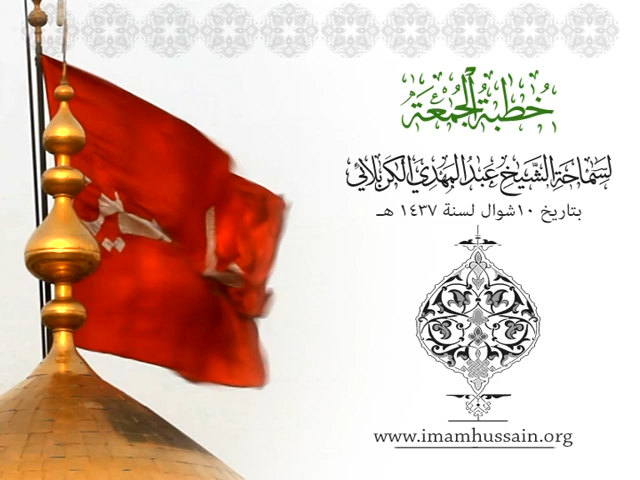 خطبة الجمعة
لسماحة الشيخ عبد المهدي الكربلائي
بتاريخ ١٠شوال لسنة ١٤٣٧ هـ
www.imamhussain.org